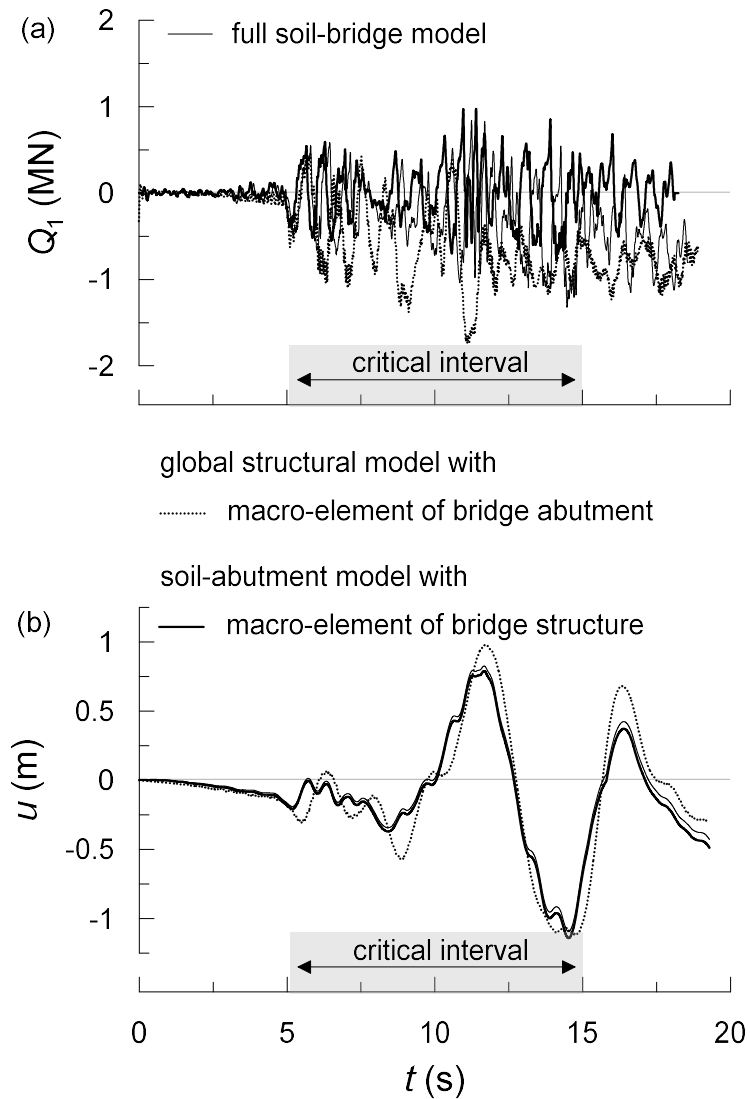 (a)
2
full soil-bridge model
1
Q1 (MN)
0
-1
-2
critical interval
global structural model with
macro-element of bridge abutment
soil-abutment model with
(b)
macro-element of bridge structure
1
0.5
u (m)
0
-0.5
-1
critical interval
0 5 10 15 20
t (s)